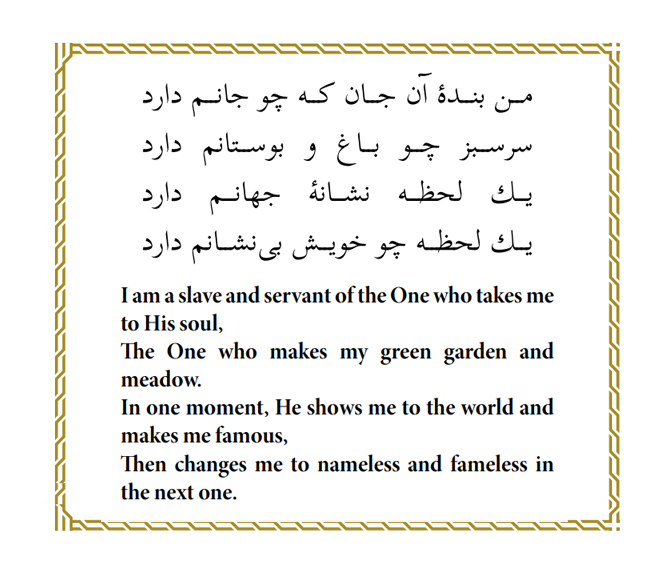 من بندهٔ آن جان که چو جانم دارد
سرسبز چو باغ و بوستانم دارد
یك لحظه نشانهٔ جهانم دارد
یك لحظه چو خویش بی‌نشانم دارد
I am a slave and servant of the One who takes me
to His soul,
The One who makes my green garden and
meadow.
In one moment, He shows me to the world and
makes me famous,
Then changes me to nameless and fameless in
the next one.